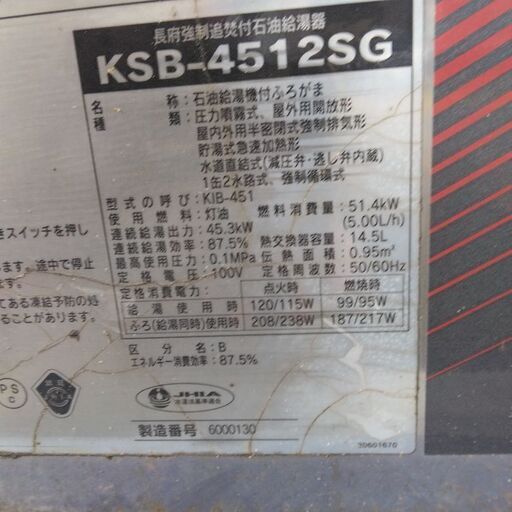 長府強制追焚付石油給湯器
KSB-4512SG
名 称：石油給湯機付ふろがま
種 類：圧力噴霧式、屋外用開放形
屋内外用半密閉式強制排気形
貯湯式急速加熱形
水道直結式(減圧弁・逃し弁内蔵)
1缶2水路式、強制循環式
型式の呼び：KIB-451
使用燃料：灯油 燃料消費量：51.4kW
(5.00L/h)
連続給湯出力：45.3kW
連続給湯効率：87.5% 熱交換器容量：14.5L
最高使用圧力：0.1MPa 伝熱面積：0.95m²
定格電圧：100V 定格周波数：50/60Hz
定格消費電力： 点火時 燃焼時
給湯使用時 120/115W 99/95W
ふろ(給湯同時)使用時 208/238W 187/217W
区分名：B
エネルギー消費効率：87.5%
きスイッチを押し
ます。途中で停止
ます。
てある凍結予防の処
ることがあります。
PS
JHIA
製造番号 6000130
20601670